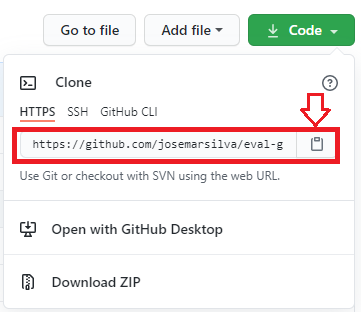 Go to file Add file Code
Clone
HTTPS SSH GitHub CLI
https://github.com/josemarsilva/eval-g
Use Git or checkout with SVN using the web URL.
Open with GitHub Desktop
Download ZIP